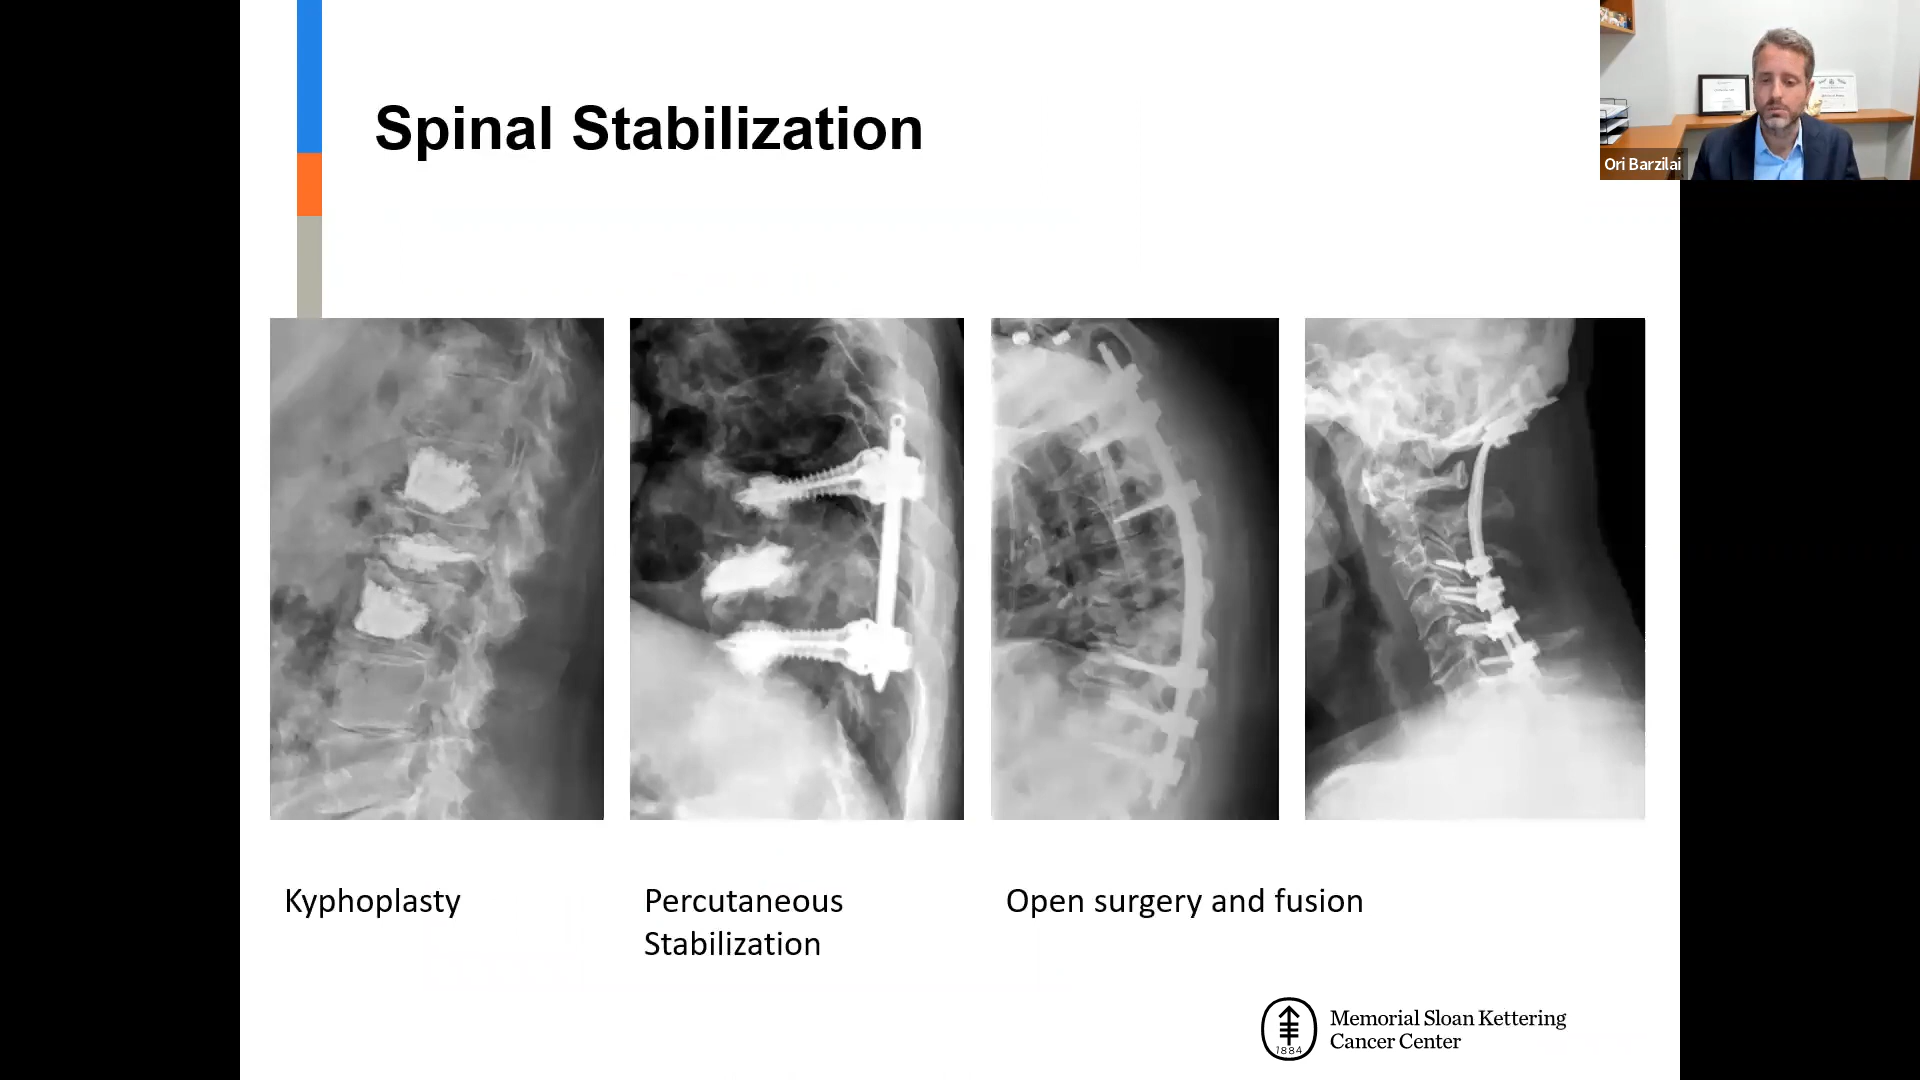 Spinal Stabilization
Ori Barzilai
Kyphoplasty
Percutaneous
Stabilization
Open surgery and fusion
1884
Memorial Sloan Kettering
Cancer Center